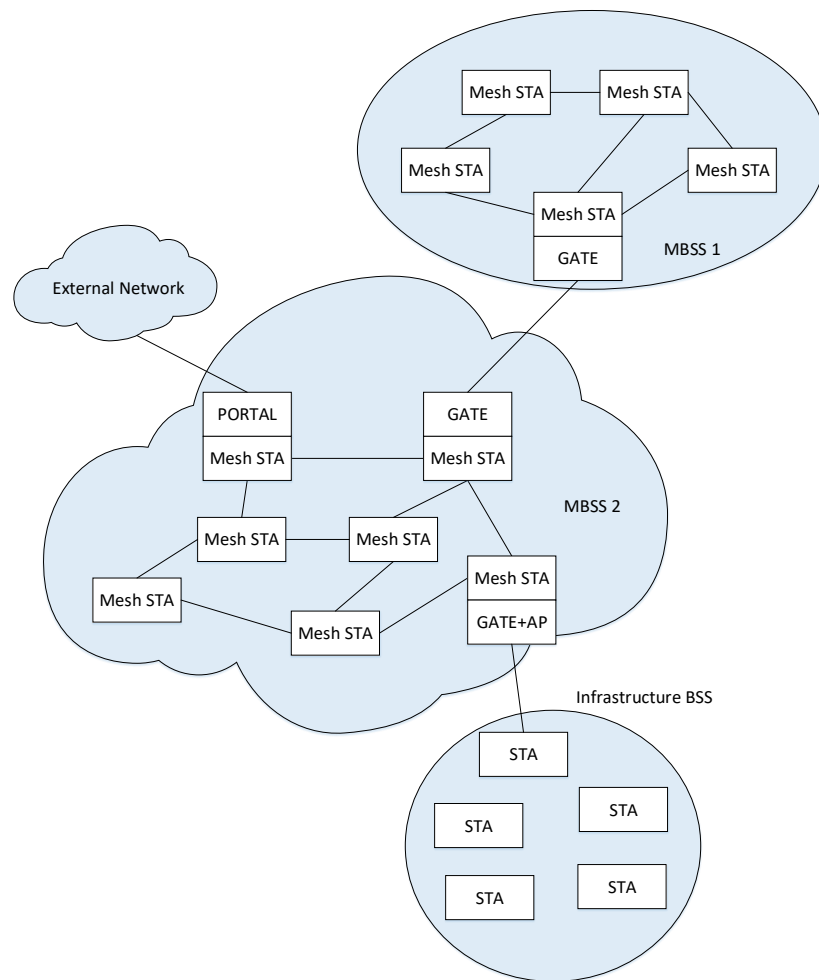 Mesh STA
Mesh STA
Mesh STA
Mesh STA
Mesh STA
GATE
MBSS 1
External Network
PORTAL
Mesh STA
GATE
Mesh STA
MBSS 2
Mesh STA
Mesh STA
Mesh STA
Mesh STA
Mesh STA
GATE+AP
Infrastructure BSS
STA
STA
STA
STA
STA